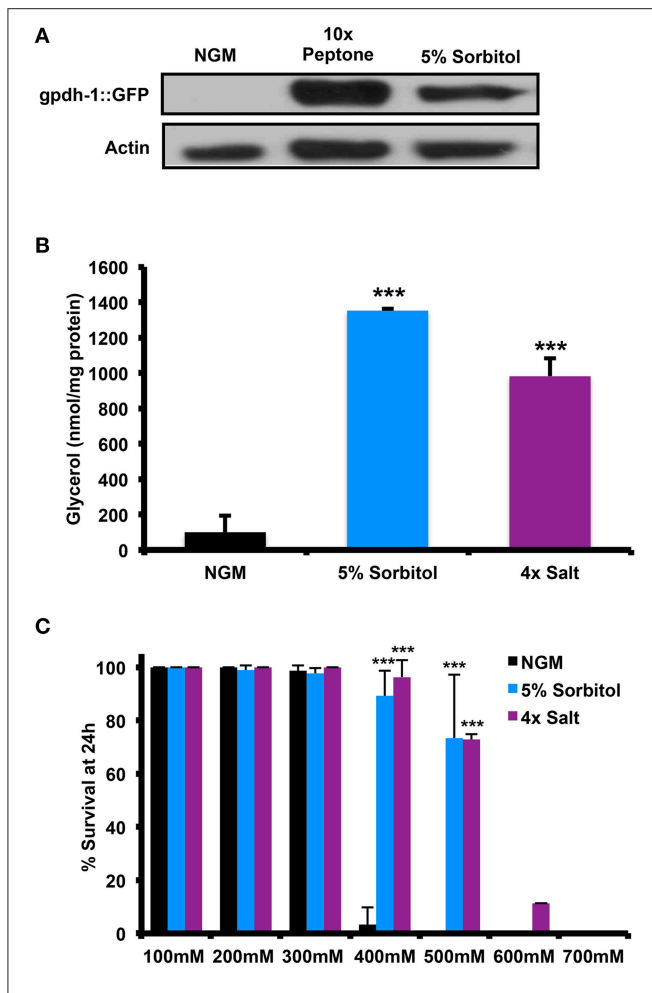 A
NGM
10x
Peptone
5% Sorbitol
gpdh-1::GFP
Actin
B
Glycerol (nmol/mg protein)
1600
1400
1200
1000
800
600
400
200
0
***
***
NGM
5% Sorbitol
4x Salt
C
% Survival at 24h
100
80
60
40
20
0
***
***
***
***
NGM
5% Sorbitol
4x Salt
100mM 200mM 300mM 400mM 500mM 600mM 700mM